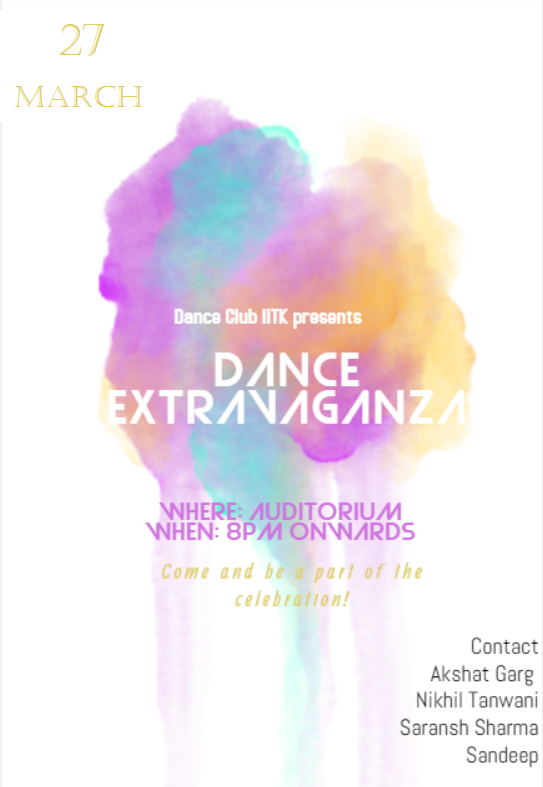 27
MARCH
Dance Club IITK presents
DANCE
EXTRAVAGANZA
WHERE: AUDITORIUM
WHEN: 8PM ONWARDS
Come and be a part of the
celebration!
Contact
Akshat Garg
Nikhil Tanwani
Saransh Sharma
Sandeep